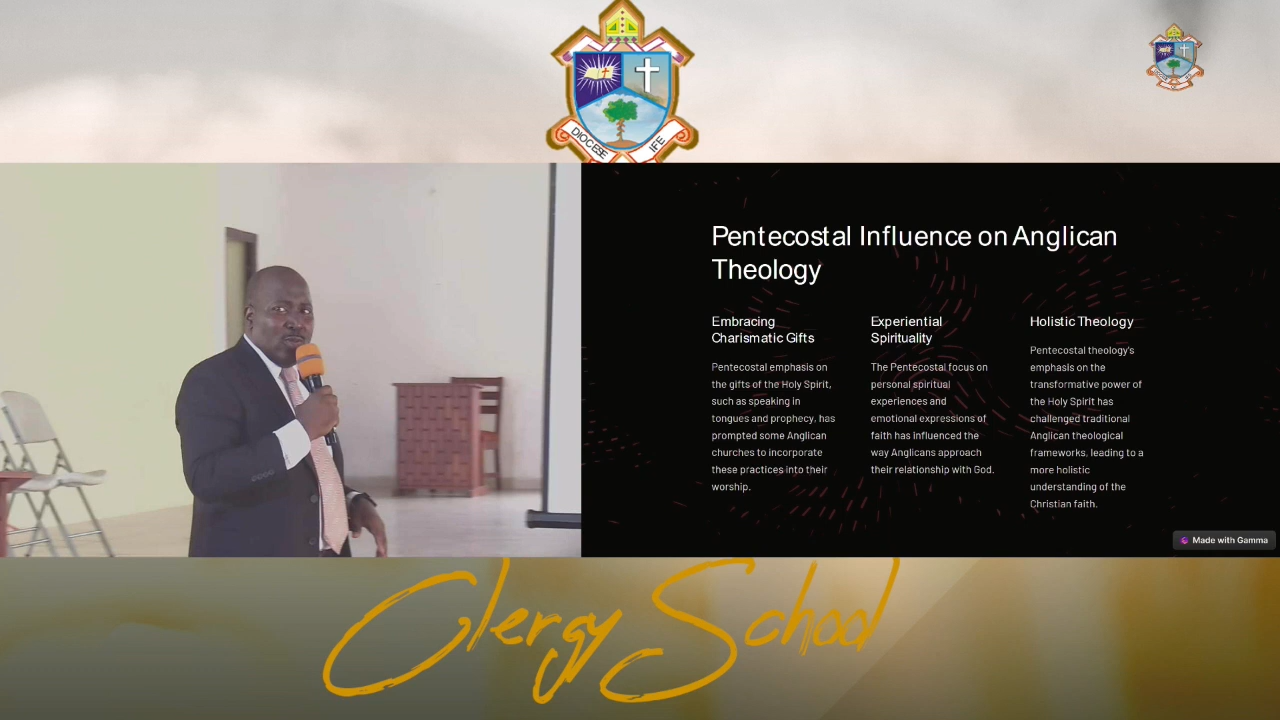 DIOCESE IFE
Pentecostal Influence on Anglican
Theology
Embracing
Charismatic Gifts
Pentecostal emphasis on
the gifts of the Holy Spirit,
such as speaking in
tongues and prophecy, has
prompted some Anglican
churches to incorporate
these practices into their
worship.
Experiential
Spirituality
The Pentecostal focus on
personal spiritual
experiences and
emotional expressions of
faith has influenced the
way Anglicans approach
their relationship with God.
Holistic Theology
Pentecostal theology's
emphasis on the
transformative power of
the Holy Spirit has
challenged traditional
Anglican theological
frameworks, leading to a
more holistic
understanding of the
Christian faith.
Made with Gamma
Clergy School